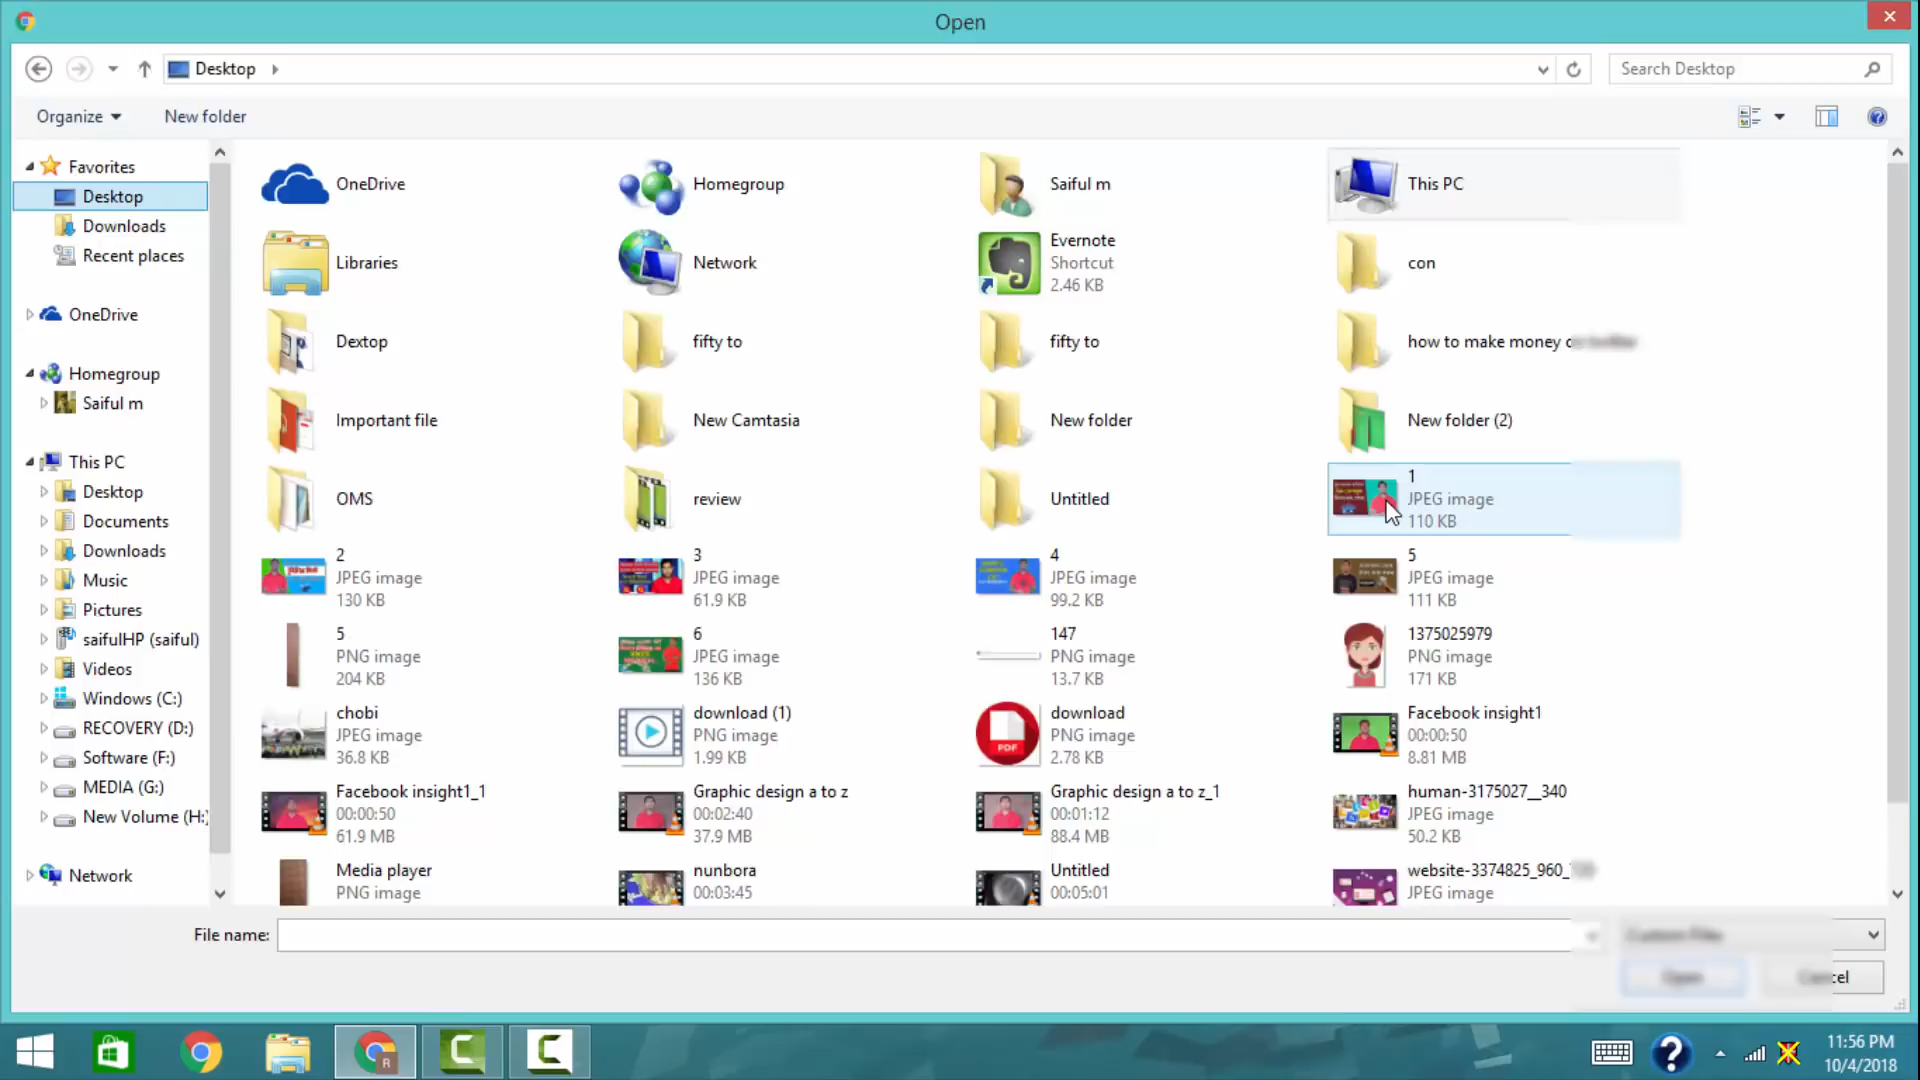 Open
Desktop
Search Desktop
Organize
New folder
Favorites
Desktop
Downloads
Recent places
OneDrive
Homegroup
Saiful m
This PC
Desktop
Documents
Downloads
Music
Pictures
saifulHP (saiful)
Videos
Windows (C:)
RECOVERY (D:)
Software (F:)
MEDIA (G:)
New Volume (H:)
Network
OneDrive
Homegroup
Saiful m
This PC
Libraries
Network
Evernote
Shortcut
2.46 KB
con
Dextop
fifty to
fifty to
how to make money
Important file
New Camtasia
New folder
New folder (2)
OMS
review
Untitled
1
JPEG image
110 KB
2
JPEG image
130 KB
3
JPEG image
61.9 KB
4
JPEG image
99.2 KB
5
JPEG image
111 KB
5
PNG image
204 KB
6
JPEG image
136 KB
147
PNG image
13.7 KB
1375025979
PNG image
171 KB
chobi
JPEG image
36.8 KB
download (1)
PNG image
1.99 KB
PDF
download
PNG image
2.78 KB
Facebook insight1
00:00:50
8.81 MB
Facebook insight1_1
00:00:50
61.9 MB
Graphic design a to z
00:02:40
37.9 MB
Graphic design a to z_1
00:01:12
88.4 MB
human-3175027__340
JPEG image
50.2 KB
Media player
PNG image
nunbora
00:03:45
Untitled
00:05:01
website-3374825_960_
JPEG image
File name:
Custom Files
Open
Cancel
R
11:56 PM
10/4/2018